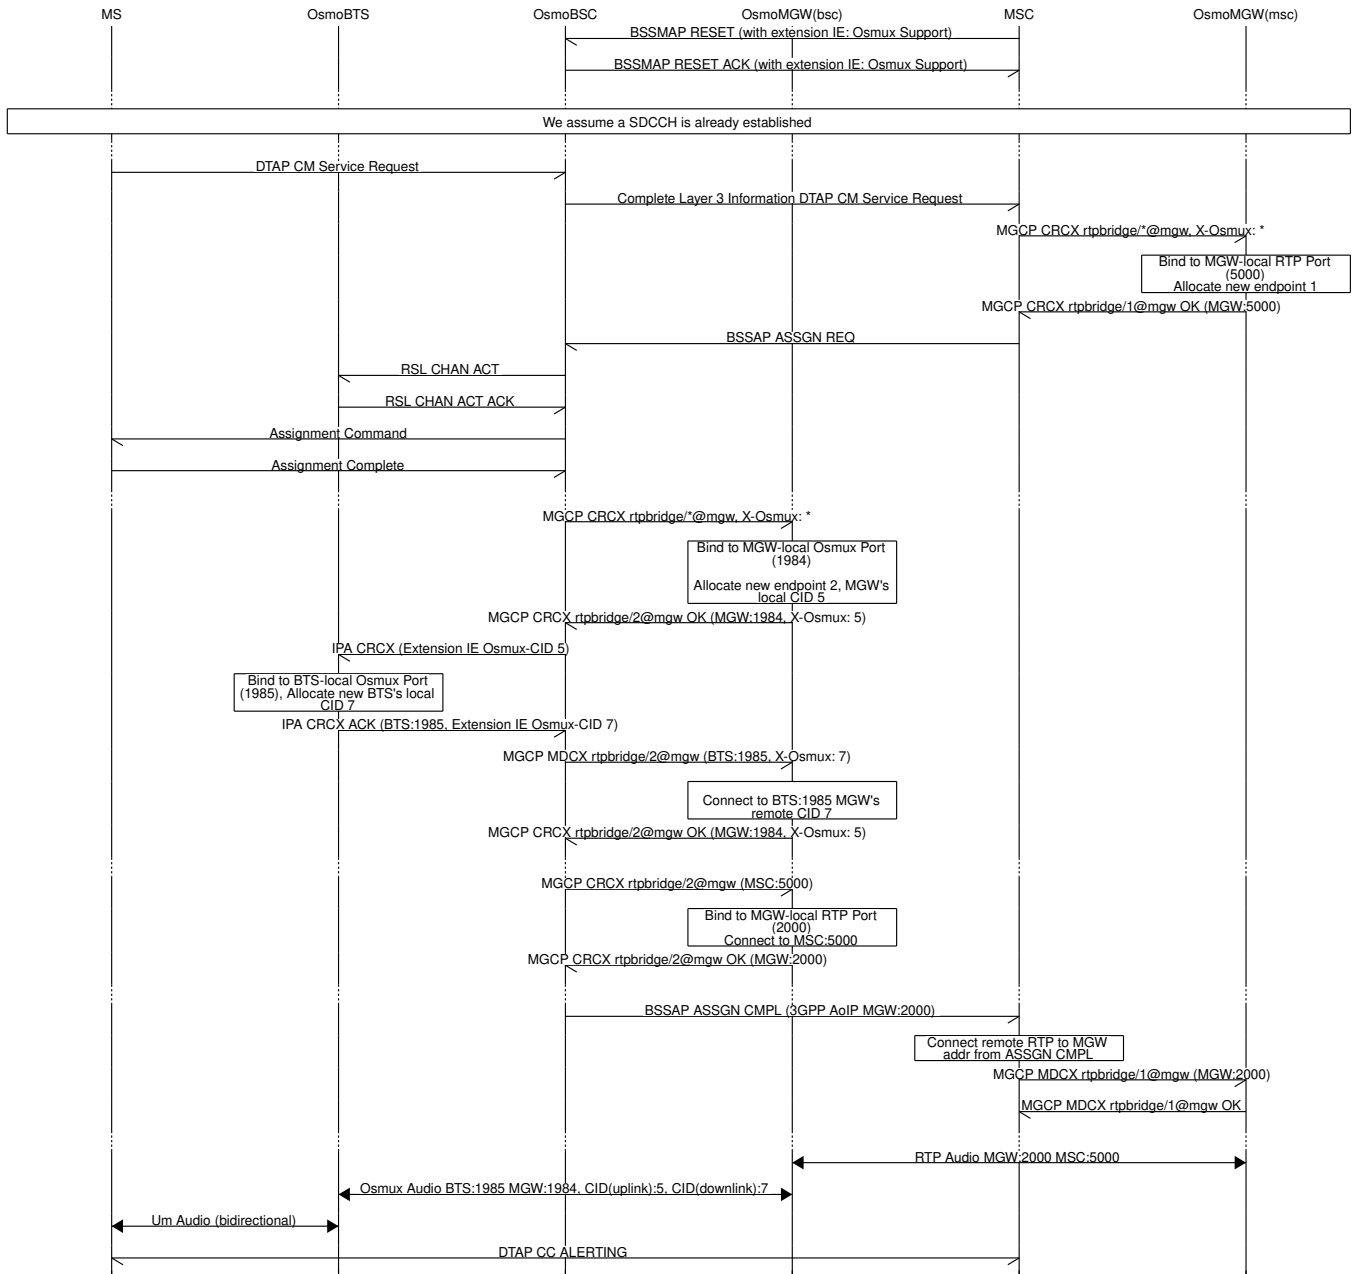 MS OsmoBTS OsmoBSC OsmoMGW(bsc) MSC OsmoMGW(msc)
BSSMAP RESET (with extension IE: Osmux Support)
BSSMAP RESET ACK (with extension IE: Osmux Support)
We assume a SDCCH is already established
DTAP CM Service Request
Complete Layer 3 Information DTAP CM Service Request
MGCP CRCX rtpbridge/*@mgw, X-Osmux: *
Bind to MGW-local RTP Port
(5000)
Allocate new endpoint 1
MGCP CRCX rtpbridge/1@mgw OK (MGW:5000)
BSSAP ASSGN REQ
RSL CHAN ACT
RSL CHAN ACT ACK
Assignment Command
Assignment Complete
MGCP CRCX rtpbridge/*@mgw, X-Osmux: *
Bind to MGW-local Osmux Port
(1984)
Allocate new endpoint 2, MGW's
local CID 5
MGCP CRCX rtpbridge/2@mgw OK (MGW:1984, X-Osmux: 5)
IPA CRCX (Extension IE Osmux-CID 5)
Bind to BTS-local Osmux Port
(1985), Allocate new BTS's local
CID 7
IPA CRCX ACK (BTS:1985, Extension IE Osmux-CID 7)
MGCP MDCX rtpbridge/2@mgw (BTS:1985, X-Osmux: 7)
Connect to BTS:1985 MGW's
remote CID 7
MGCP CRCX rtpbridge/2@mgw OK (MGW:1984, X-Osmux: 5)
MGCP CRCX rtpbridge/2@mgw (MSC:5000)
Bind to MGW-local RTP Port
(2000)
Connect to MSC:5000
MGCP CRCX rtpbridge/2@mgw OK (MGW:2000)
BSSAP ASSGN CMPL (3GPP AoIP MGW:2000)
Connect remote RTP to MGW
addr from ASSGN CMPL
MGCP MDCX rtpbridge/1@mgw (MGW:2000)
MGCP MDCX rtpbridge/1@mgw OK
RTP Audio MGW:2000 MSC:5000
Osmux Audio BTS:1985 MGW:1984, CID(uplink):5, CID(downlink):7
Um Audio (bidirectional)
DTAP CC ALERTING